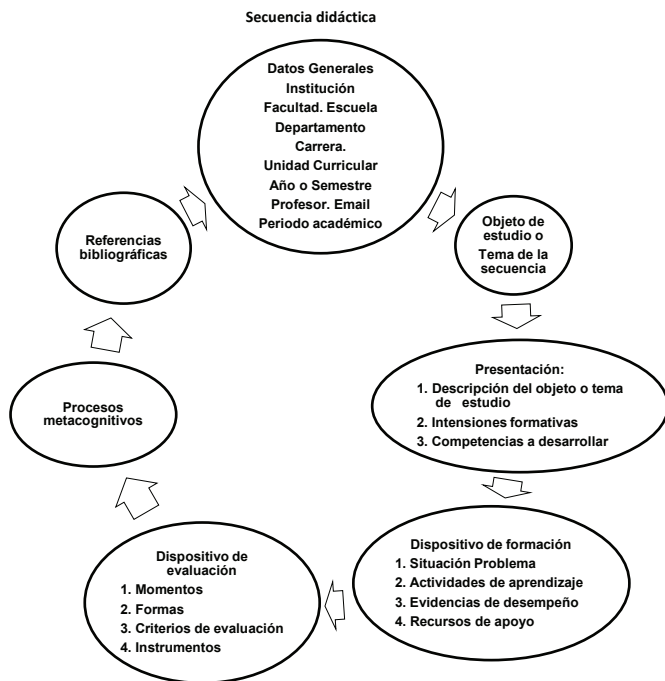 Secuencia didáctica
Datos Generales
Institución
Facultad. Escuela
Departamento
Carrera.
Unidad Curricular
Año o Semestre
Profesor. Email
Periodo académico
Objeto de
estudio o
Tema de la
secuencia
Presentación:
1. Descripción del objeto o tema
de estudio
2. Intensiones formativas
3. Competencias a desarrollar
Dispositivo de formación
1. Situación Problema
2. Actividades de aprendizaje
3. Evidencias de desempeño
4. Recursos de apoyo
Dispositivo de
evaluación
1. Momentos
2. Formas
3. Criterios de evaluación
4. Instrumentos
Procesos
metacognitivos
Referencias
bibliográficas